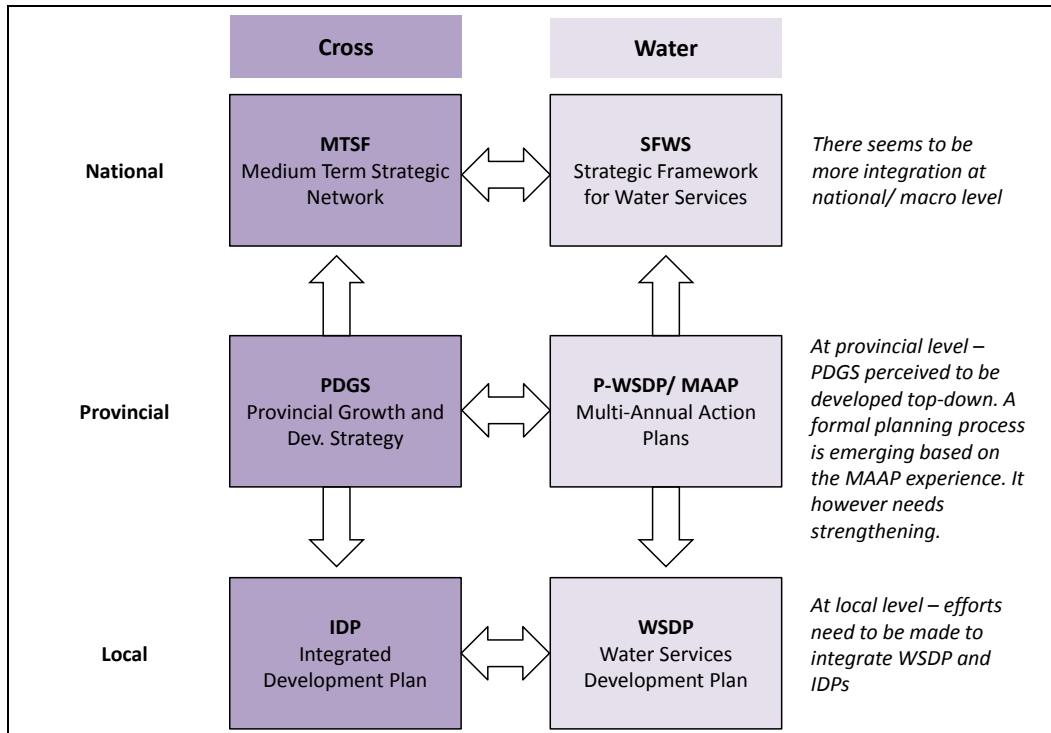 Cross
Water
National
MTSF
Medium Term Strategic
Network
SFWS
Strategic Framework
for Water Services
There seems to be
more integration at
national/ macro level
Provincial
PDGS
Provincial Growth and
Dev. Strategy
P-WSDP/ MAAP
Multi-Annual Action
Plans
At provincial level –
PDGS perceived to be
developed top-down. A
formal planning process
is emerging based on
the MAAP experience. It
however needs
strengthening.
Local
IDP
Integrated
Development Plan
WSDP
Water Services
Development Plan
At local level – efforts
need to be made to
integrate WSDP and
IDPs